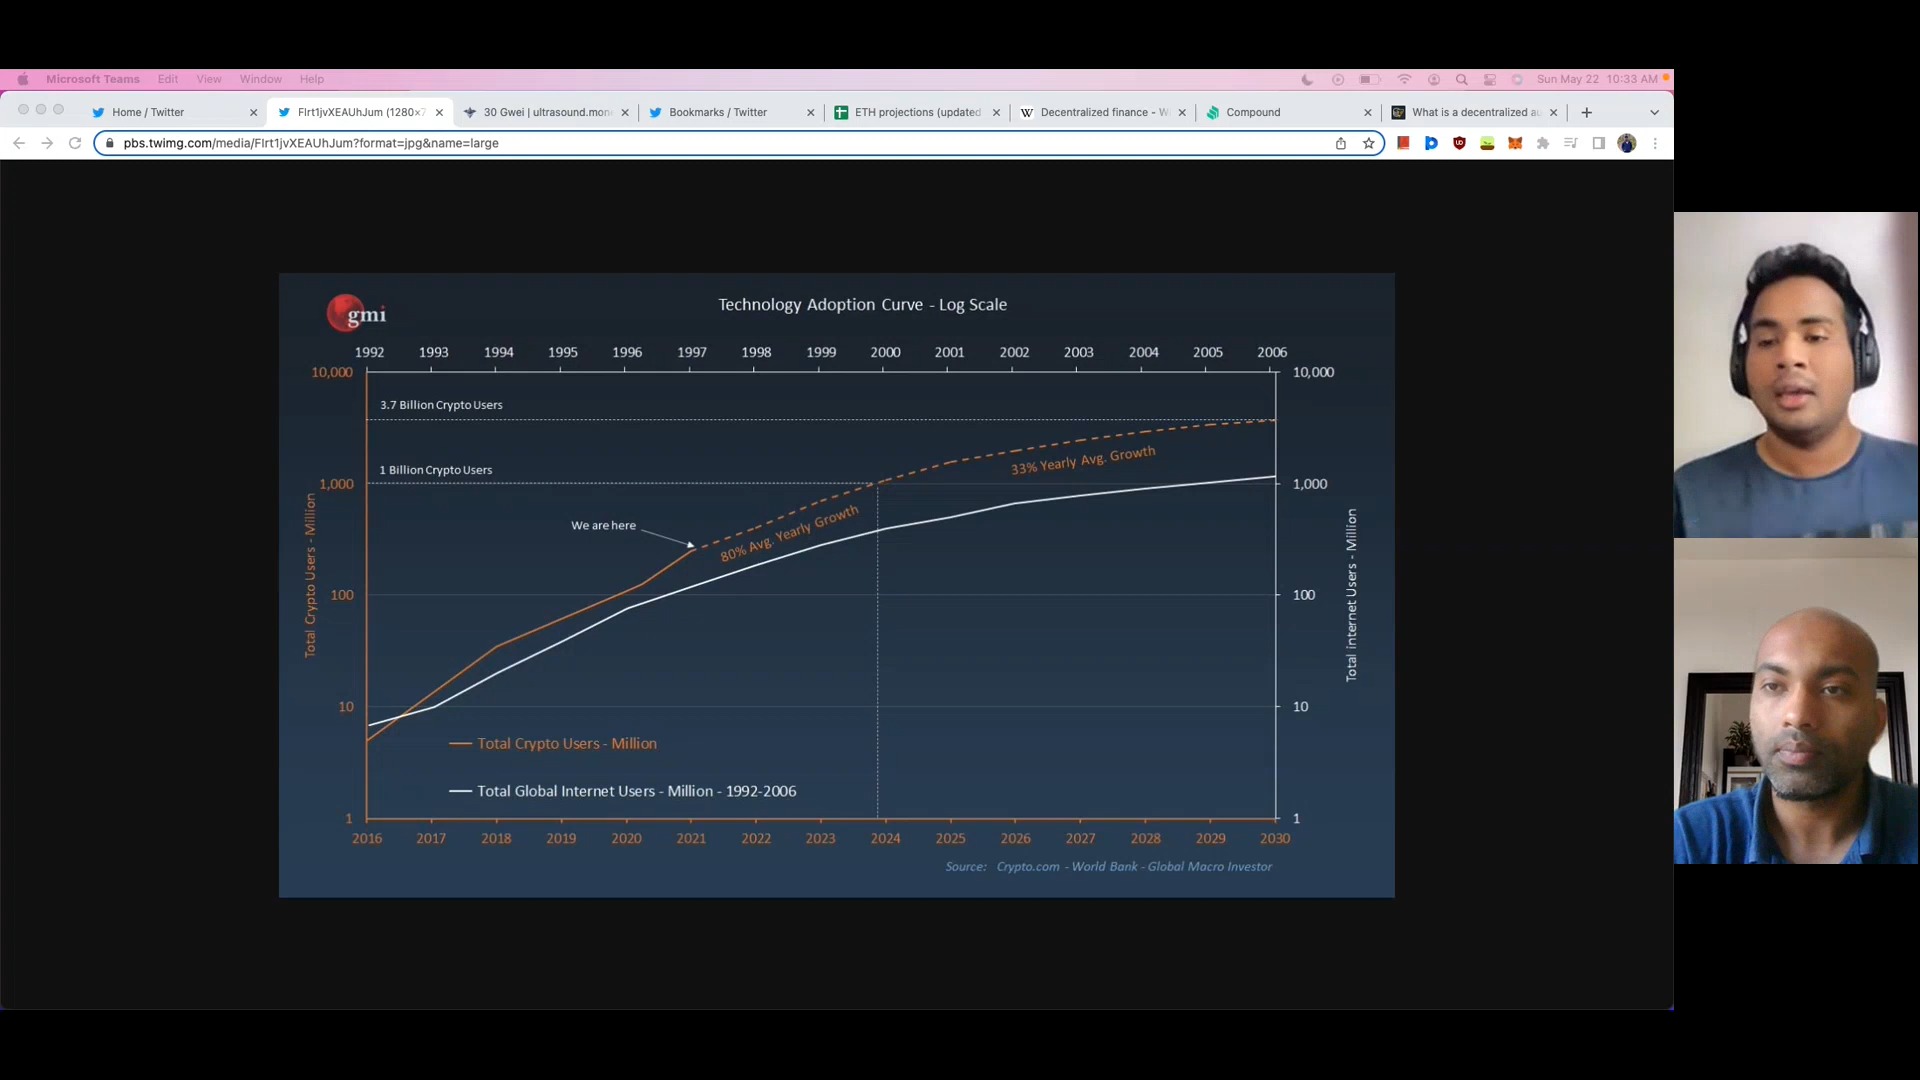 Microsoft Teams Edit View Window Help Sun May 22 10:33 AM
Home / Twitter FIrt1jvXEAUhJum (1280×7 30 Gwei | ultrasound.mone Bookmarks / Twitter ETH projections (updated Decentralized finance - Wi Compound What is a decentralized au
pbs.twimg.com/media/FIrt1jvXEAUhJum?format=jpg&name=large
gmi
Technology Adoption Curve - Log Scale
1992 1993 1994 1995 1996 1997 1998 1999 2000 2001 2002 2003 2004 2005 2006
10,000 10,000
3.7 Billion Crypto Users
33% Yearly Avg. Growth
1 Billion Crypto Users
1,000 1,000
We are here
80% Avg. Yearly Growth
Total Crypto Users - Million
Total internet Users - Million
100 100
10 10
Total Crypto Users - Million
Total Global Internet Users - Million - 1992-2006
1 1
2016 2017 2018 2019 2020 2021 2022 2023 2024 2025 2026 2027 2028 2029 2030
Source: Crypto.com - World Bank - Global Macro Investor